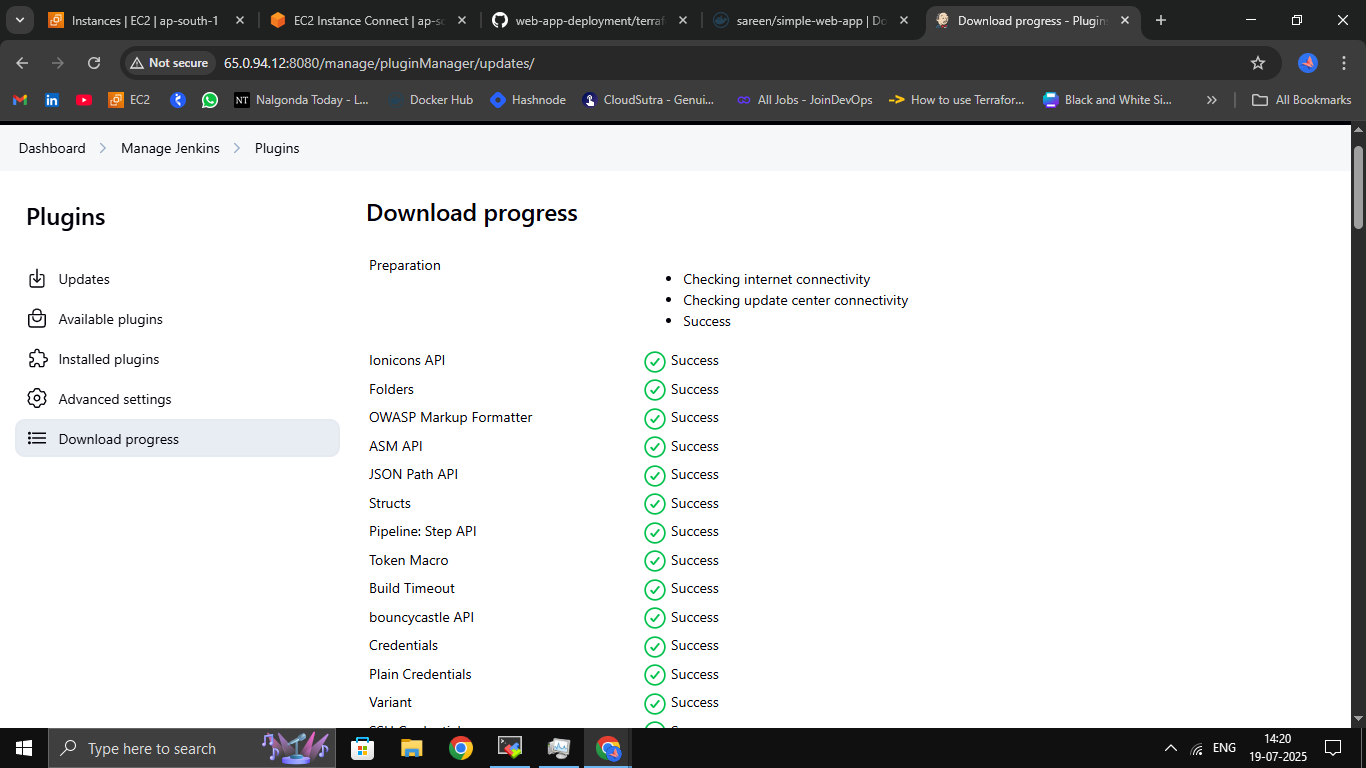 Instances | EC2 | ap-south-1
EC2 Instance Connect | ap-so
web-app-deployment/terraf
sareen/simple-web-app | Do
Download progress - Plugins
Not secure
65.0.94.12:8080/manage/pluginManager/updates/
EC2
NT
Nalgonda Today - L...
Docker Hub
Hashnode
CloudSutra - Genui...
All Jobs - JoinDevOps
How to use Terrafor...
Black and White Si...
All Bookmarks
Dashboard
Manage Jenkins
Plugins
Plugins
Updates
Available plugins
Installed plugins
Advanced settings
Download progress
Download progress
Preparation
Checking internet connectivity
Checking update center connectivity
Success
Ionicons API Success
Folders Success
OWASP Markup Formatter Success
ASM API Success
JSON Path API Success
Structs Success
Pipeline: Step API Success
Token Macro Success
Build Timeout Success
bouncycastle API Success
Credentials Success
Plain Credentials Success
Variant Success
Type here to search
ENG
14:20
19-07-2025